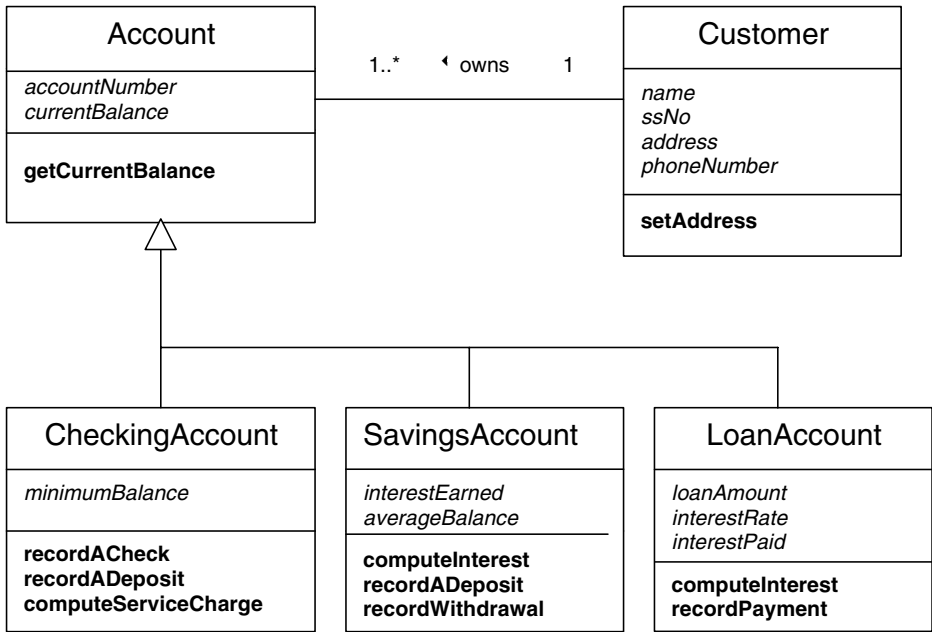 Account
accountNumber
currentBalance
getCurrentBalance
1..* owns 1
Customer
name
ssNo
address
phoneNumber
setAddress
CheckingAccount
minimumBalance
recordACheck
recordADeposit
computeServiceCharge
SavingsAccount
interestEarned
averageBalance
computeInterest
recordADeposit
recordWithdrawal
LoanAccount
loanAmount
interestRate
interestPaid
computeInterest
recordPayment